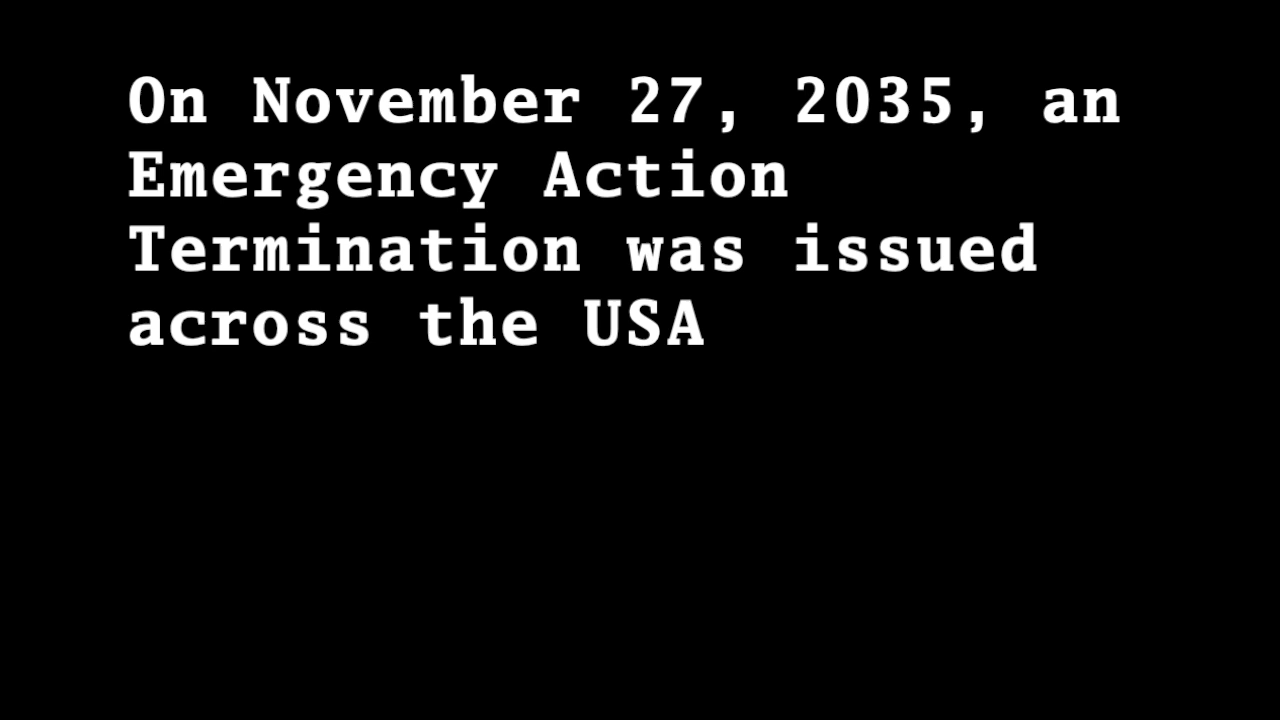 On November 27, 2035, an
Emergency Action
Termination was issued
across the USA